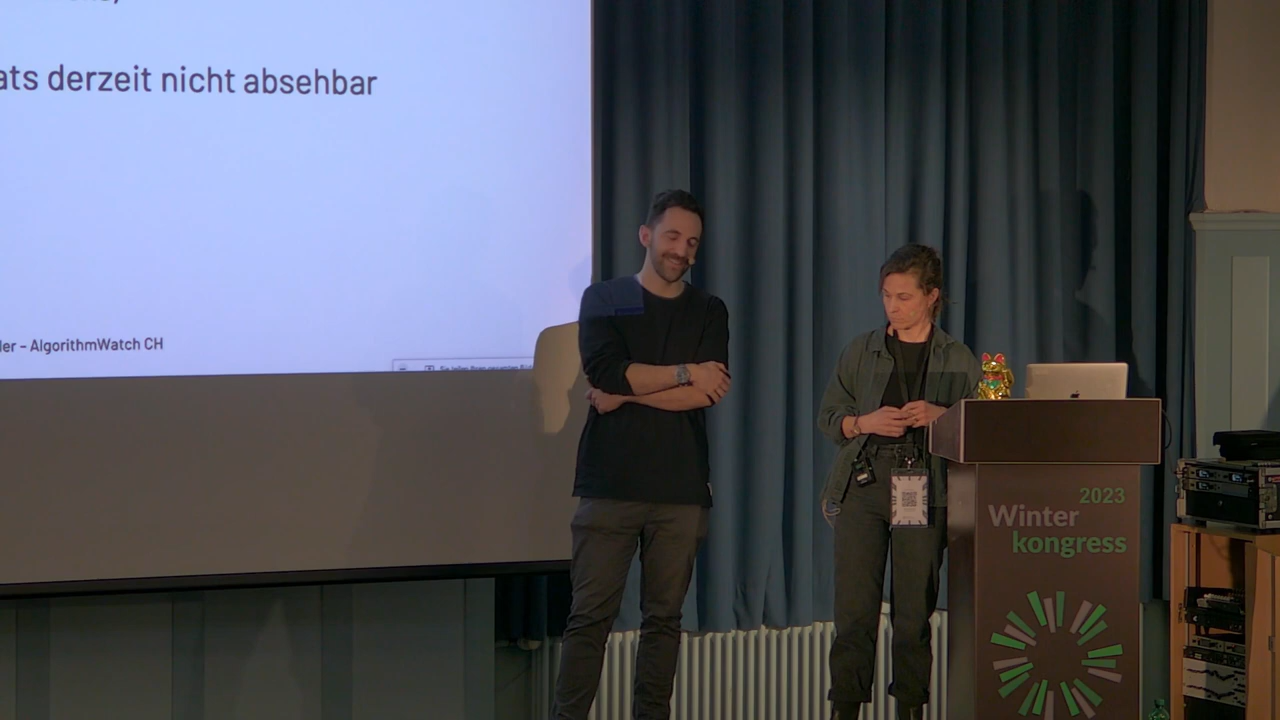 ats derzeit nicht absehbar
ler – AlgorithmWatch CH
2023
Winter
kongress